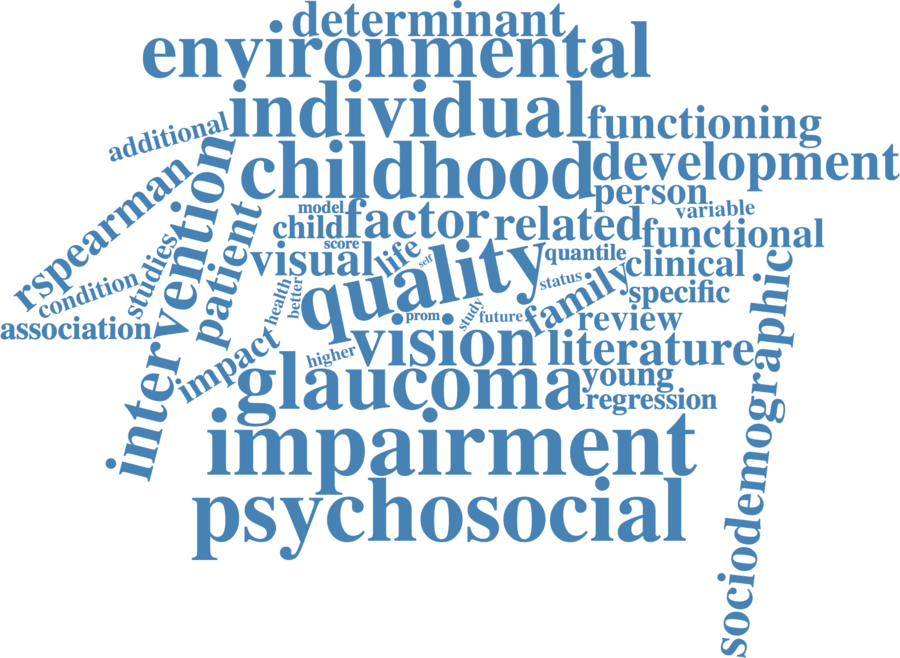 determinant
environmental
individual
additional
functioning
childhood
development
intervention
rspearman
person
model
variable
patient
child
factor
related
functional
score
studies
visual
life
self
quality
quantile
clinical
condition
health
better
status
family
specific
association
prom
study
future
review
sociodemographic
impact
higher
vision
literature
glaucoma
young
regression
impairment
psychosocial